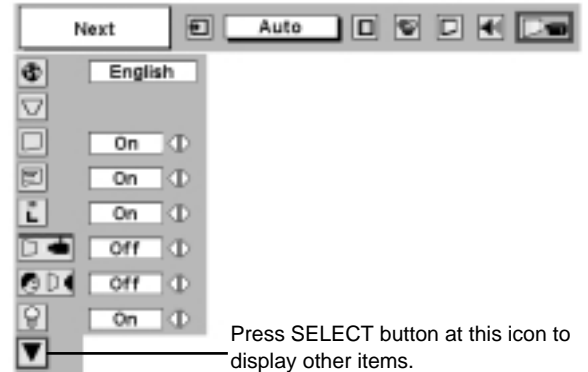 Next
Auto
English
On
On
On
Off
Off
On
Press SELECT button at this icon to
display other items.